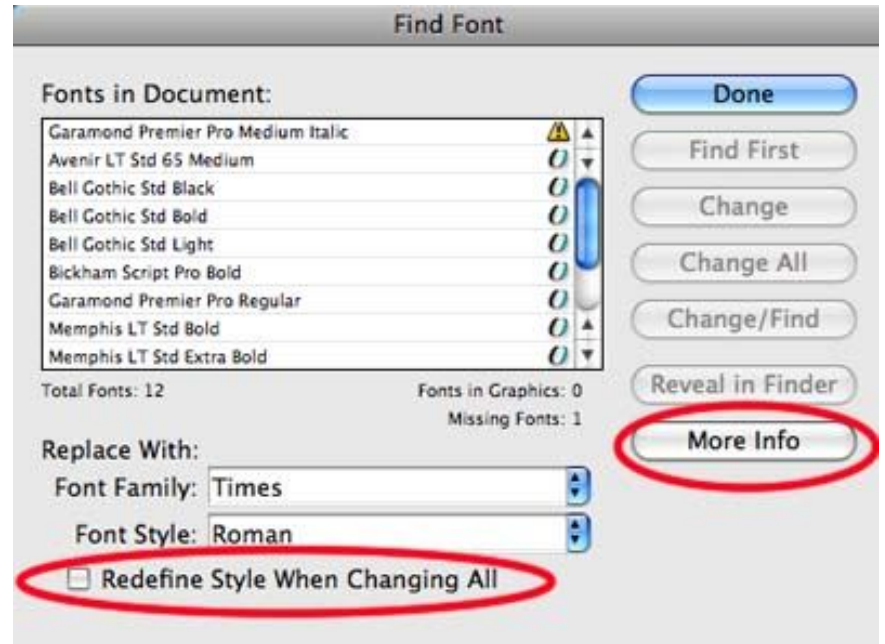 Find Font
Fonts in Document:
Garamond Premier Pro Medium Italic
Avenir LT Std 65 Medium
Bell Gothic Std Black
Bell Gothic Std Bold
Bell Gothic Std Light
Bickham Script Pro Bold
Garamond Premier Pro Regular
Memphis LT Std Bold
Memphis LT Std Extra Bold
Total Fonts: 12
Fonts in Graphics: 0
Missing Fonts: 1
Replace With:
Font Family: Times
Font Style: Roman
Redefine Style When Changing All
Done
Find First
Change
Change All
Change/Find
Reveal in Finder
More Info